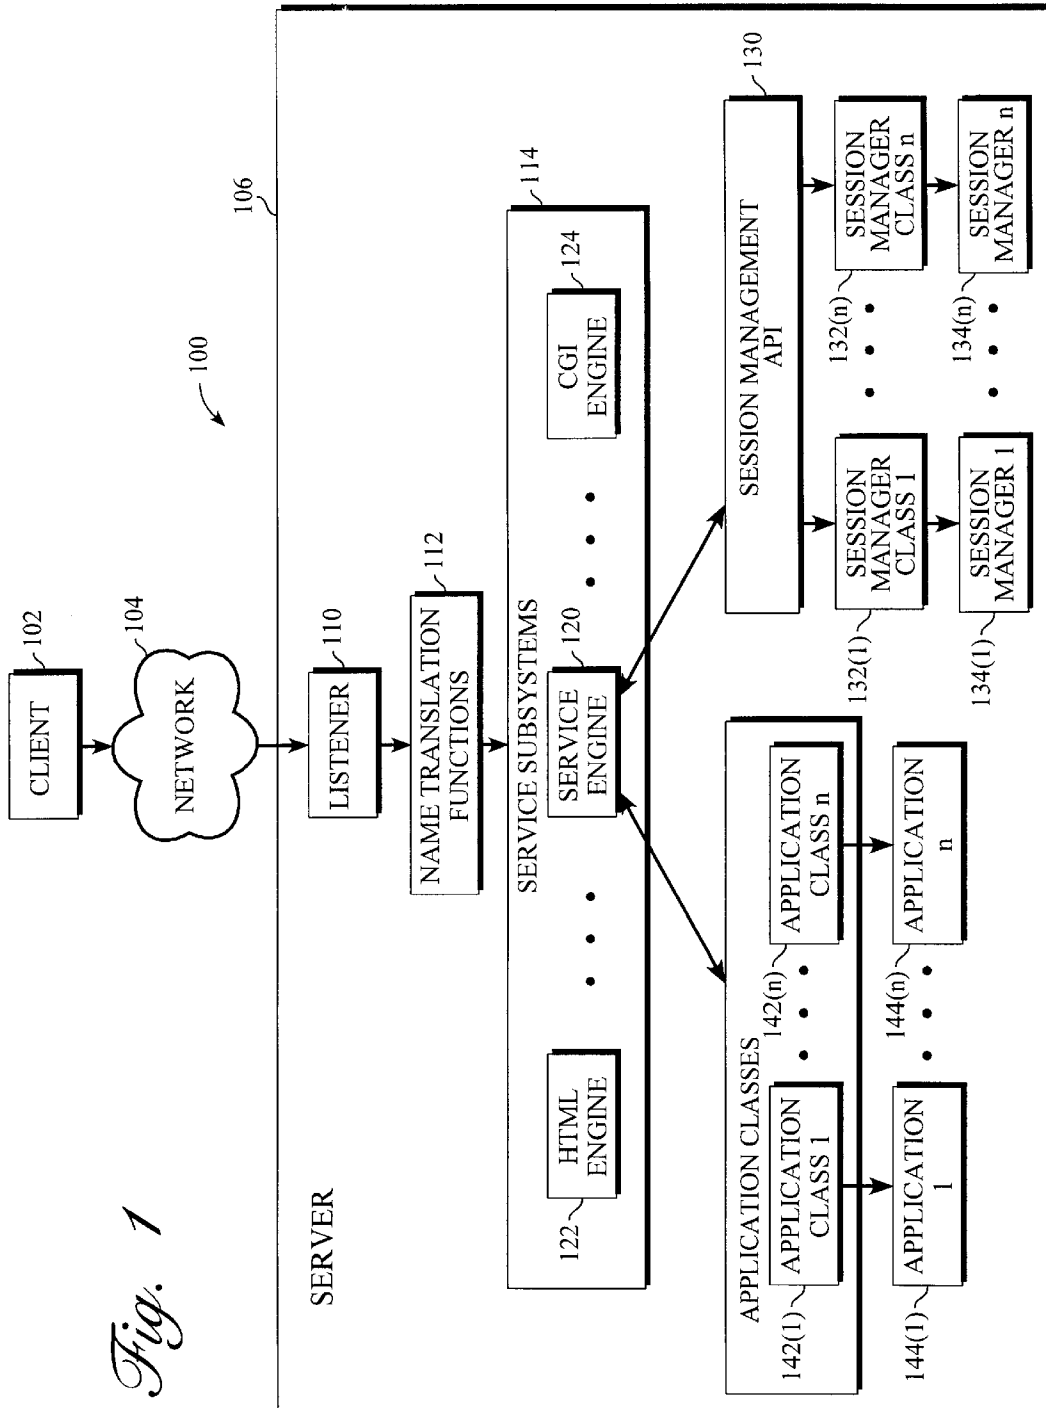 Fig. 1
100
102
CLIENT
104
NETWORK
106
SERVER
110
LISTENER
112
NAME TRANSLATION
FUNCTIONS
114
SERVICE SUBSYSTEMS
122
HTML
ENGINE
120
SERVICE
ENGINE
124
CGI
ENGINE
APPLICATION CLASSES
142(1)
APPLICATION
CLASS 1
142(n)
APPLICATION
CLASS n
144(1)
APPLICATION
1
144(n)
APPLICATION
n
130
SESSION MANAGEMENT
API
132(1)
SESSION
MANAGER
CLASS 1
132(n)
SESSION
MANAGER
CLASS n
134(1)
SESSION
MANAGER 1
134(n)
SESSION
MANAGER n